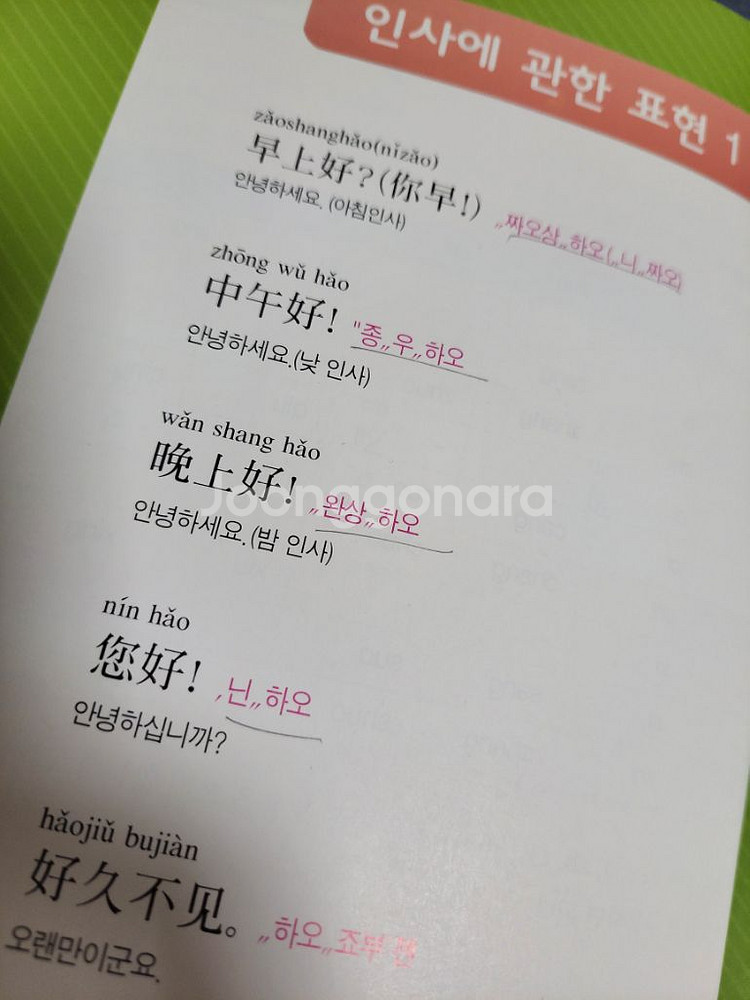 인사에 관한 표현 1
zǎoshanghǎo(nǐzǎo)
早上好?(你早!) „짜오샴„하오(„니„짜오)
안녕하세요. (아침인사)
zhōng wǔ hǎo
中午好! "종„우„하오
안녕하세요.(낮 인사)
wǎn shang hǎo
晚上好! „완상„하오
안녕하세요.(밤 인사)
Joonggonara
nín hǎo
您好! ,닌„하오
안녕하십니까?
hǎojiǔ bujiàn
好久不见。 „하오„죠부
오랜만이군요.